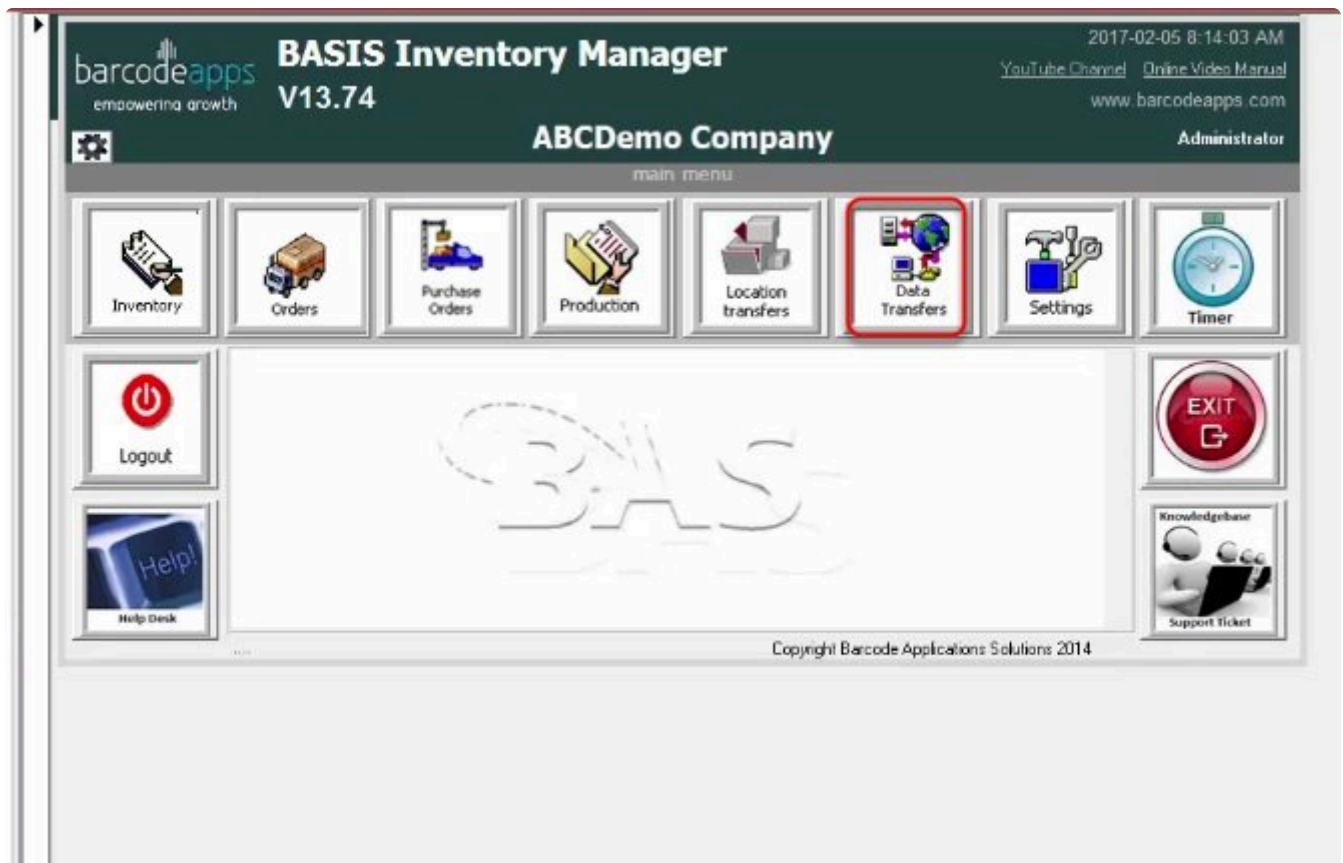 barcodeapps
empowering growth
BASIS Inventory Manager
V13.74
2017-02-05 8:14:03 AM
YouTube Channel Online Video Manual
www.barcodeapps.com
ABCDemo Company
Administrator
main menu
Inventory
Orders
Purchase
Orders
Production
Location
transfers
Data
Transfers
Settings
Timer
Logout
BAS
EXIT
Help!
Help Desk
Knowledgebase
Support Ticket
Copyright Barcode Applications Solutions 2014